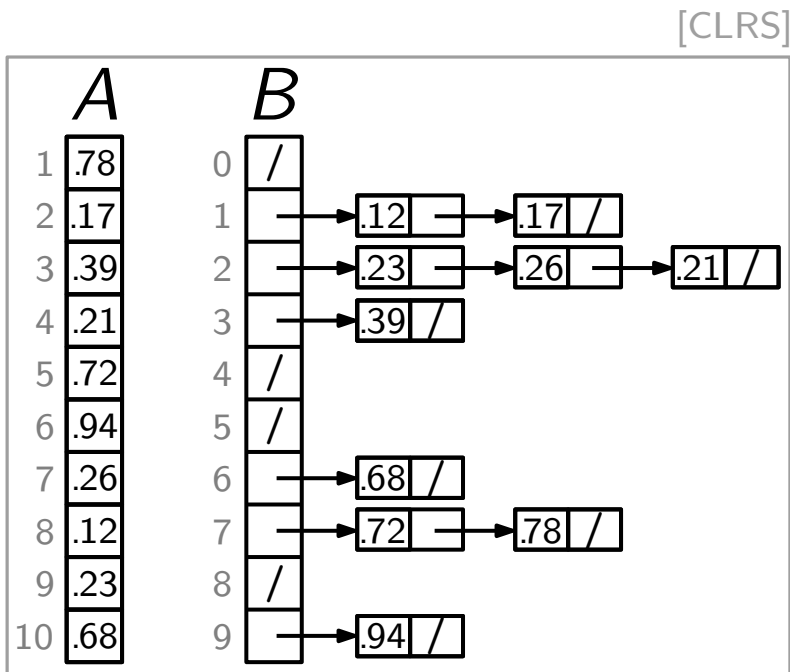 [CLRS]
A B
1 .78 0 /
2 .17 1 .12 .17 /
3 .39 2 .23 .26 .21 /
4 .21 3 .39 /
5 .72 4 /
6 .94 5 /
7 .26 6 .68 /
8 .12 7 .72 .78 /
9 .23 8 /
10 .68 9 .94 /